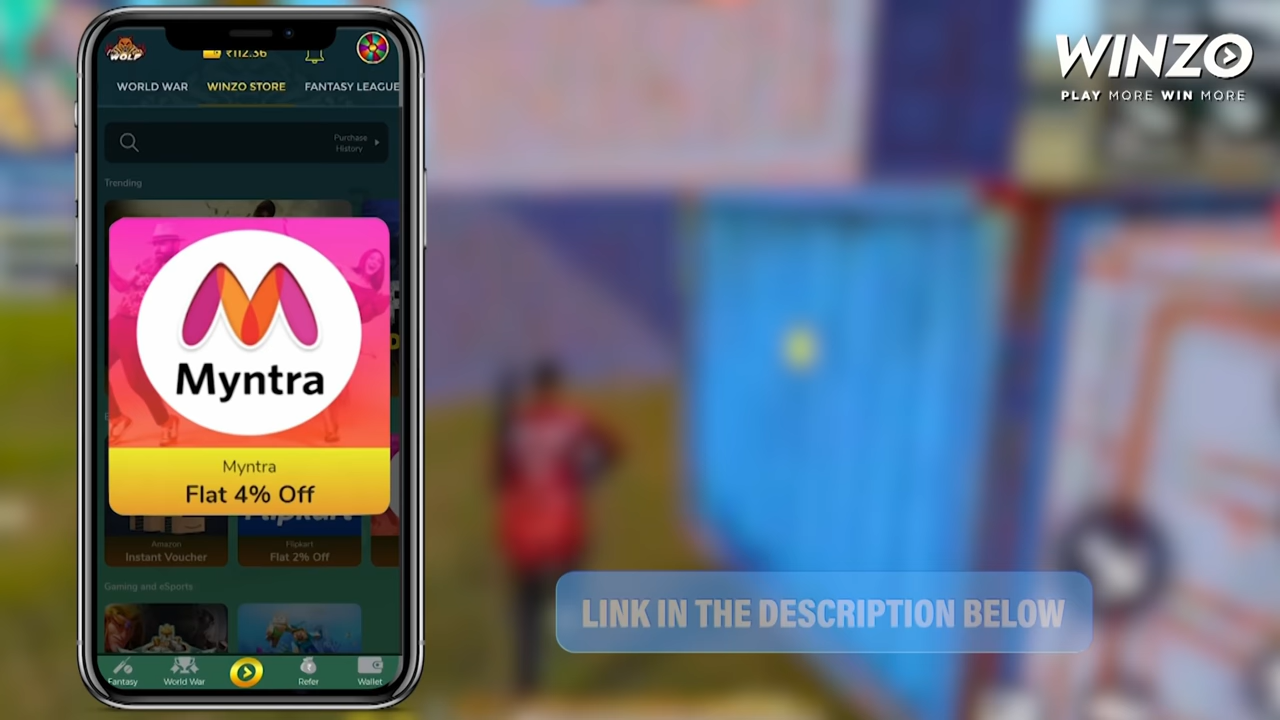 WOLF
₹112.36
WORLD WAR
WINZO STORE
FANTASY LEAGUE
Purchase
History
Trending
Myntra
Myntra
Flat 4% Off
Amazon
Instant Voucher
Flipkart
Flipkart
Flat 2% Off
Gaming and eSports
Fantasy
World War
Refer
Wallet
WINZO
PLAY MORE WIN MORE
LINK IN THE DESCRIPTION BELOW